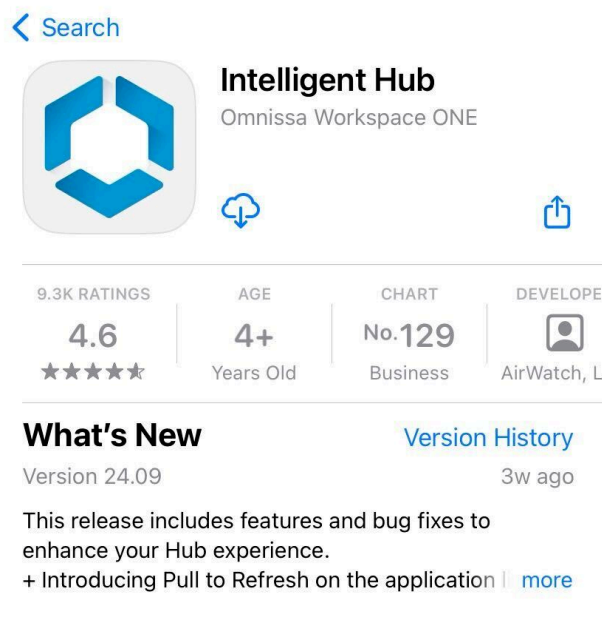 Search
Intelligent Hub
Omnissa Workspace ONE
9.3K RATINGS
4.6
AGE
4+
Years Old
CHART
No.129
Business
DEVELOPE
AirWatch, L
What's New
Version History
Version 24.09
3w ago
This release includes features and bug fixes to
enhance your Hub experience.
+ Introducing Pull to Refresh on the application
more